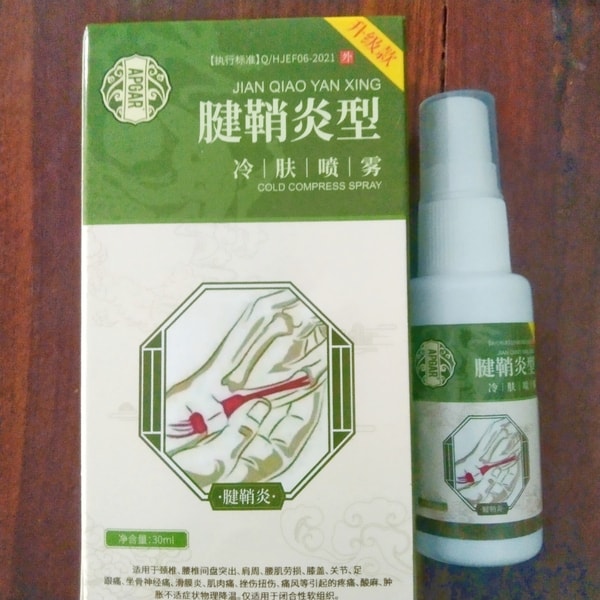 升级款
【执行标准】Q/HJEF06-2021 外
APGAR
JIAN QIAO YAN XING
腱鞘炎型
冷|肤|喷|雾
COLD COMPRESS SPRAY
·腱鞘炎·
净含量:30ml
适用于颈椎、腰椎间盘突出、肩周、腰肌劳损、膝盖、关节、足
跟痛、坐骨神经痛、滑膜炎、肌肉痛、挫伤扭伤、痛风等引起的疼痛、酸麻、肿
胀不适症状物理降温。仅适用于闭合性软组织。
APGAR
腱鞘炎型
冷|肤|喷|雾
腱鞘炎